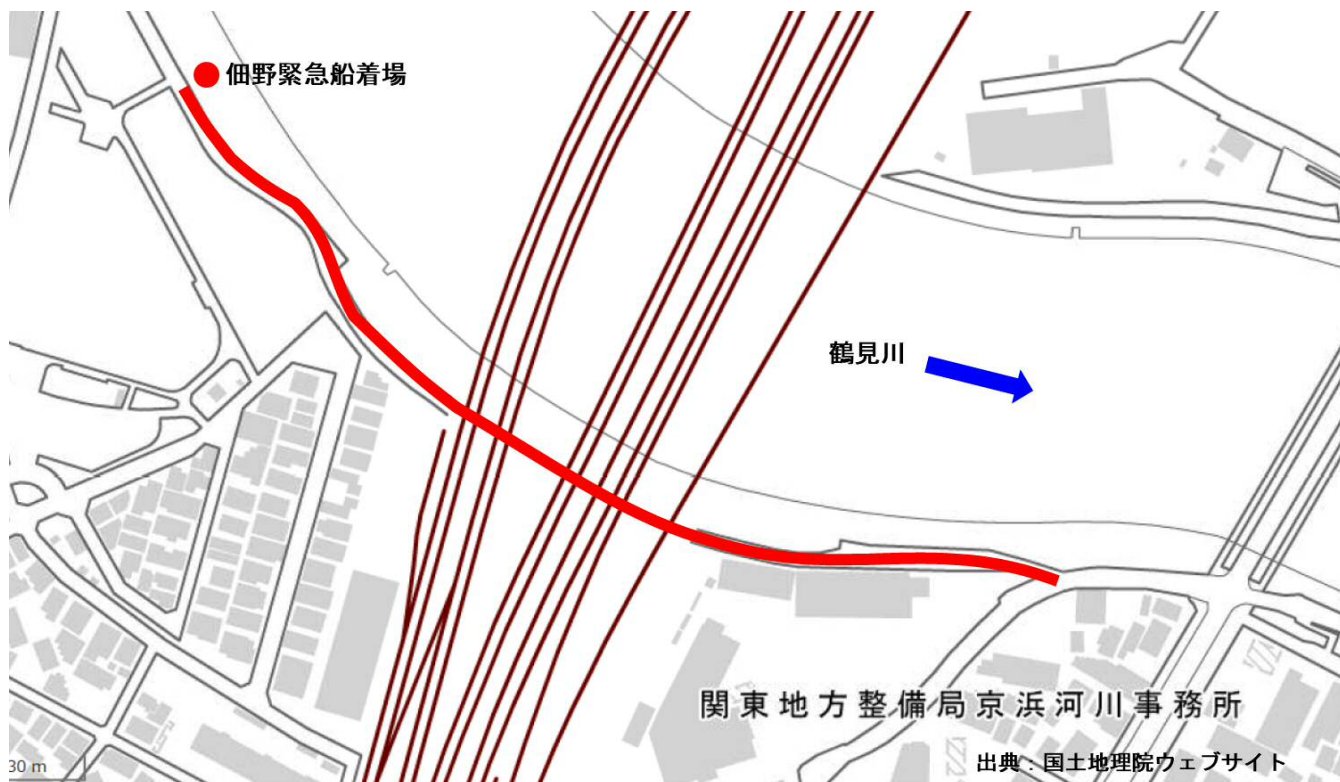 佃野緊急船着場
鶴見川
関東地方整備局京浜河川事務所
30 m
出典：国土地理院ウェブサイト